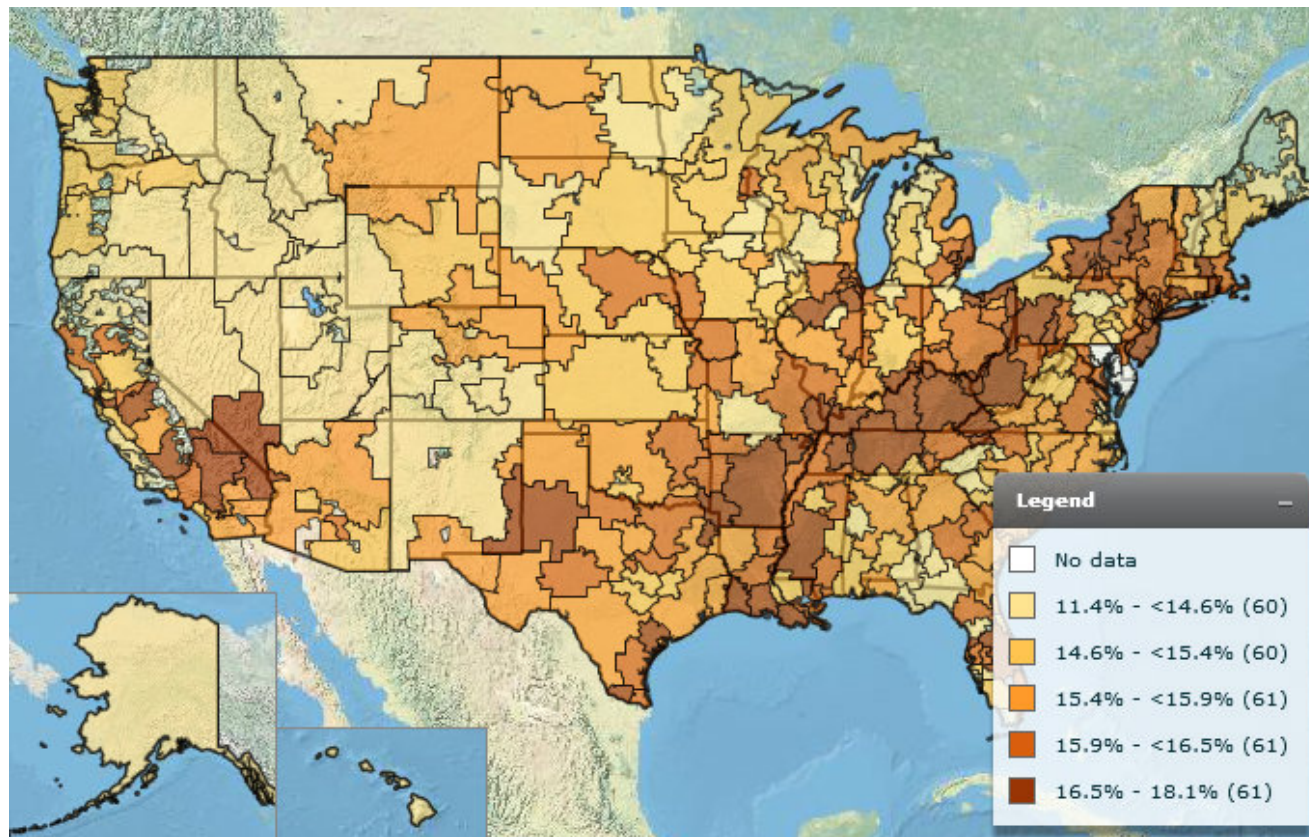 Legend
No data
11.4% - <14.6% (60)
14.6% - <15.4% (60)
15.4% - <15.9% (61)
15.9% - <16.5% (61)
16.5% - 18.1% (61)